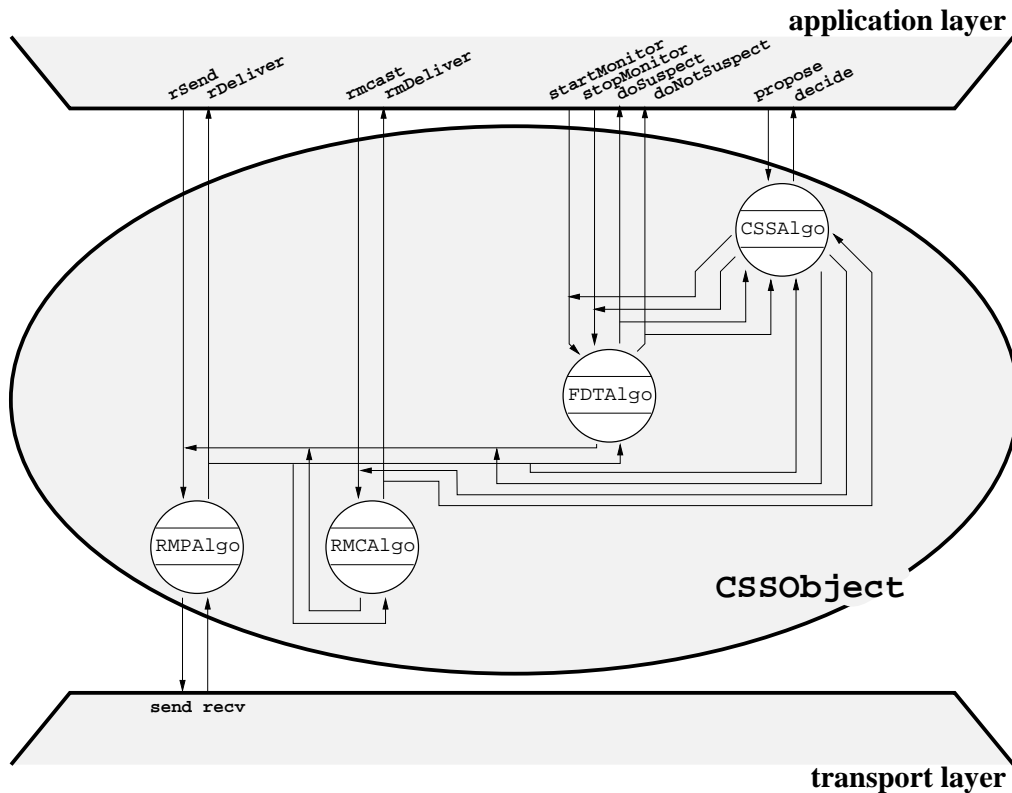 application layer
rSend
rDeliver
rmcast
rmDeliver
startMonitor
stopMonitor
doSuspect
doNotSuspect
propose
decide
CSSAlgo
FDTAlgo
RMPAlgo
RMCAlgo
CSSObject
send recv
transport layer